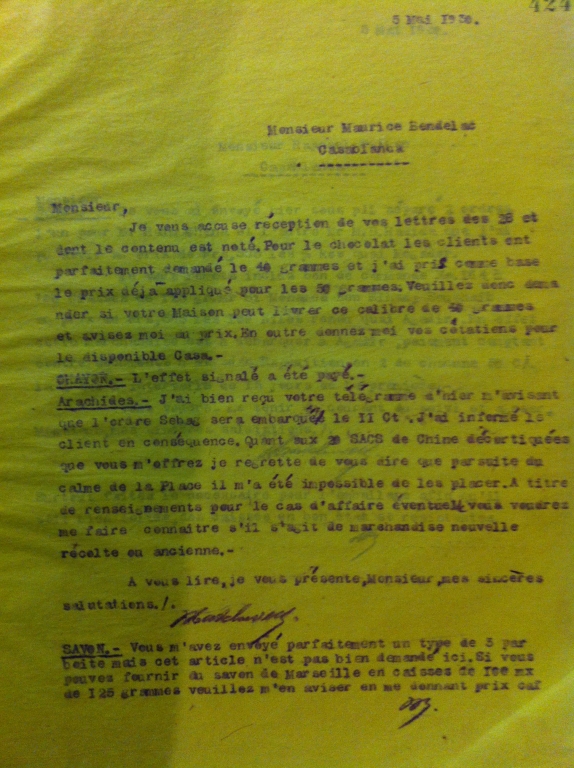 424
5 Mai 1930.
Monsieur Maurice Bendelac
Casablanca
Monsieur,
Je vous accuse réception de vos lettres des 28 et
dont le contenu est noté. Pour le chocolat les clients ont
parfaitement demandé le 40 grammes et j'ai pris comme base
le prix déjà appliqué pour les 50 grammes. Veuillez donc dema
nder si votre Maison peut livrer ce calibre de 40 grammes
et avisez moi du prix. En outre donnez moi vos cotations pour
le disponible Casa.-
L'effet signalé a été payé.-
Arachides.- J'ai bien reçu votre télégramme d'hier m'avisant
que l'ordre Sebag sera embarqué le II Ct. J'ai informé le
client en conséquence. Quant aux 20 SACS de Chine décortiquées
que vous m'offrez je regrette de vous dire que parsuite du
calme de la Place il m'a été impossible de les placer. A titre
de renseignements pour le cas d'affaire éventuel vous voudrez
me faire connaitre s'il s'agit de marchandise nouvelle
récolte ou ancienne.-
A vous lire, je vous présente, Monsieur, mes sincères
salutations./.
SAVON.- Vous m'avez envoyé parfaitement un type de 3 par
boite mais cet article n'est pas bien demandé ici. Si vous
pouvez fournir du savon de Marseille en caisses de 100 mx
de I25 grammes veuillez m'en aviser en me donnant prix caf